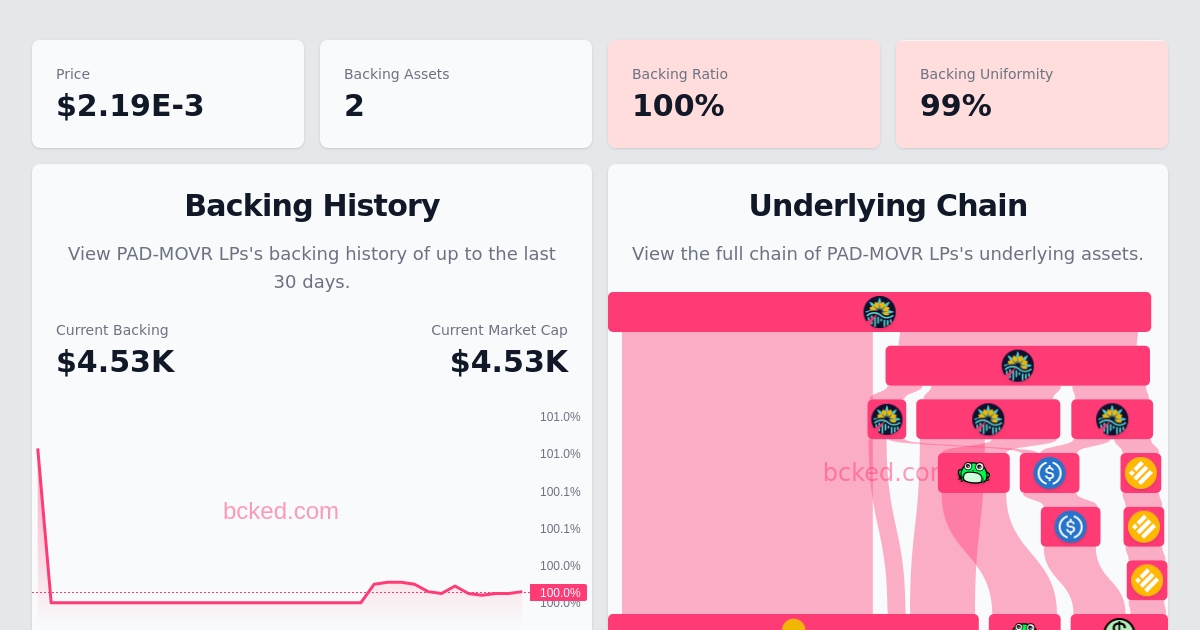 Price
$2.19E-3
Backing Assets
2
Backing Ratio
100%
Backing Uniformity
99%
Backing History
View PAD-MOVR LPs's backing history of up to the last
30 days.
Current Backing
$4.53K
Current Market Cap
$4.53K
101.0%
101.0%
100.1%
100.1%
100.0%
100.0%
100.0%
bcked.com
Underlying Chain
View the full chain of PAD-MOVR LPs's underlying assets.
bcked.com